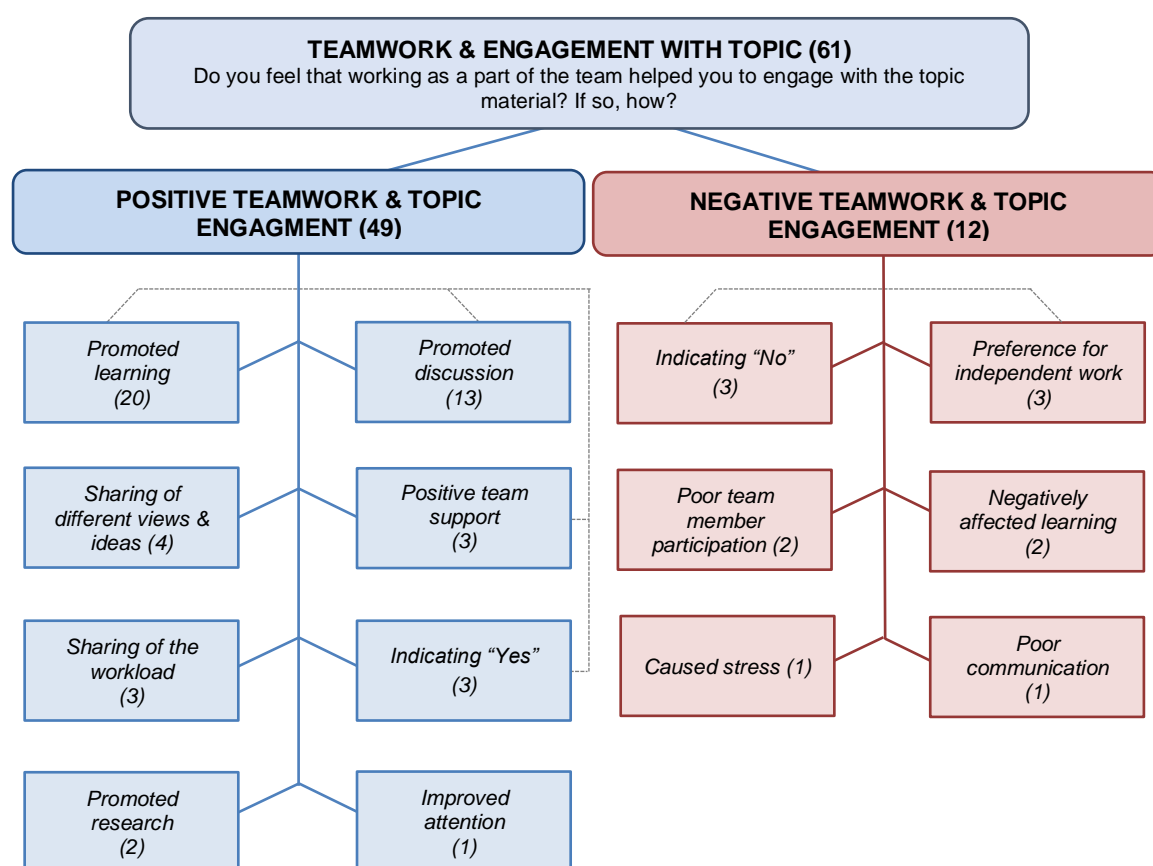 TEAMWORK & ENGAGEMENT WITH TOPIC (61)
Do you feel that working as a part of the team helped you to engage with the topic
material? If so, how?
POSITIVE TEAMWORK & TOPIC
ENGAGMENT (49)
NEGATIVE TEAMWORK & TOPIC
ENGAGEMENT (12)
Promoted
learning
(20)
Promoted
discussion
(13)
Indicating “No”
(3)
Preference for
independent work
(3)
Sharing of
different views &
ideas (4)
Positive team
support
(3)
Poor team
member
participation (2)
Negatively
affected learning
(2)
Sharing of the
workload
(3)
Indicating “Yes”
(3)
Caused stress (1)
Poor
communication
(1)
Promoted
research
(2)
Improved
attention
(1)